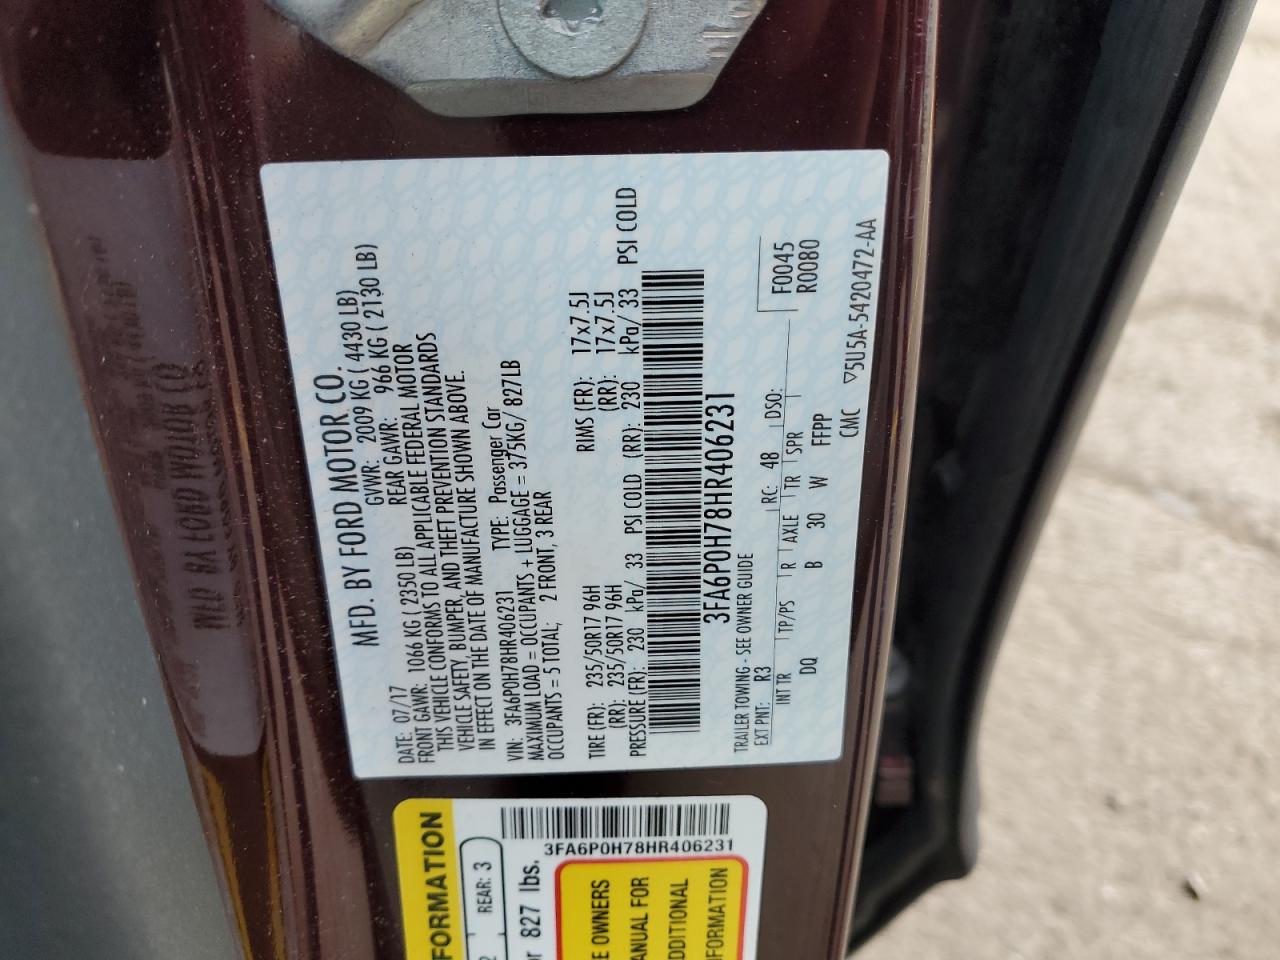 MFD. BY FORD MOTOR CO.
DATE: 07/17 GVWR: 2009 KG ( 4430 LB)
FRONT GAWR: 1066 KG ( 2350 LB) REAR GAWR: 966 KG ( 2130 LB)
THIS VEHICLE CONFORMS TO ALL APPLICABLE FEDERAL MOTOR
VEHICLE SAFETY, BUMPER, AND THEFT PREVENTION STANDARDS
IN EFFECT ON THE DATE OF MANUFACTURE SHOWN ABOVE.
VIN: 3FA6P0H78HR406231 TYPE: Passenger Car
MAXIMUM LOAD = OCCUPANTS + LUGGAGE = 375KG/ 827LB
OCCUPANTS = 5 TOTAL; 2 FRONT, 3 REAR
TIRE (FR): 235/50R17 96H RIMS (FR): 17x7.5J
(RR): 235/50R17 96H (RR): 17x7.5J
PRESSURE (FR): 230 kPa/ 33 PSI COLD (RR): 230 kPa/ 33 PSI COLD
3FA6P0H78HR406231
TRAILER TOWING - SEE OWNER GUIDE
EXT PNT: R3 RC: 48 DSO: F0045
R0080
INT TR TP/PS R AXLE TR SPR
DQ B 30 W FFPP
CMC ▽5U5A-5420472-AA
FORMATION
2 REAR: 3
or 827 lbs.
3FA6P0H78HR406231
E OWNERS
ANUAL FOR
DDITIONAL
FORMATION